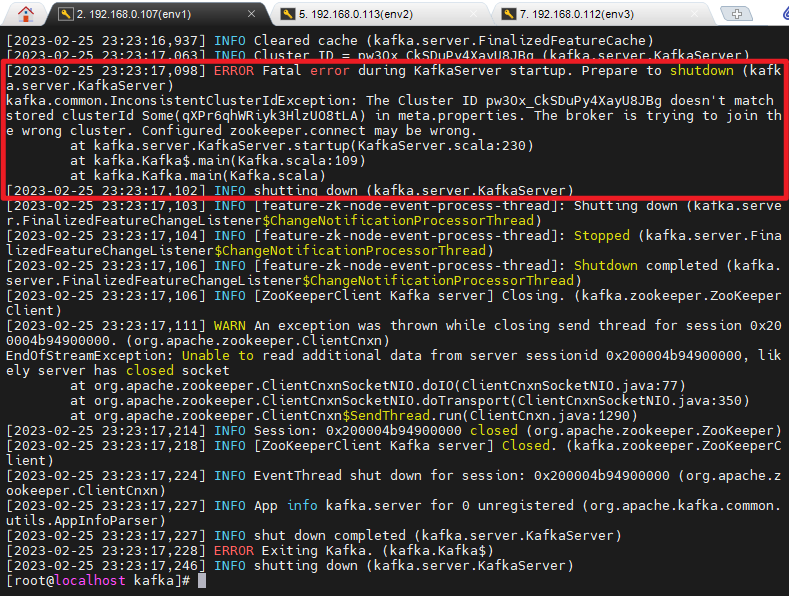 2. 192.168.0.107(env1)
5. 192.168.0.113(env2)
7. 192.168.0.112(env3)
[2023-02-25 23:23:16,937] INFO Cleared cache (kafka.server.FinalizedFeatureCache)
[2023-02-25 23:23:17,063] INFO Cluster ID = pw3Ox_CkSDuPy4XayU8JBg (kafka.server.KafkaServer)
[2023-02-25 23:23:17,098] ERROR Fatal error during KafkaServer startup. Prepare to shutdown (kafk
a.server.KafkaServer)
kafka.common.InconsistentClusterIdException: The Cluster ID pw3Ox_CkSDuPy4XayU8JBg doesn't match
stored clusterId Some(qXPr6qhWRiyk3HlzUO8tLA) in meta.properties. The broker is trying to join th
e wrong cluster. Configured zookeeper.connect may be wrong.
at kafka.server.KafkaServer.startup(KafkaServer.scala:230)
at kafka.Kafka$.main(Kafka.scala:109)
at kafka.Kafka.main(Kafka.scala)
[2023-02-25 23:23:17,102] INFO shutting down (kafka.server.KafkaServer)
[2023-02-25 23:23:17,103] INFO [feature-zk-node-event-process-thread]: Shutting down (kafka.serve
r.FinalizedFeatureChangeListener$ChangeNotificationProcessorThread)
[2023-02-25 23:23:17,104] INFO [feature-zk-node-event-process-thread]: Stopped (kafka.server.Fina
lizedFeatureChangeListener$ChangeNotificationProcessorThread)
[2023-02-25 23:23:17,106] INFO [feature-zk-node-event-process-thread]: Shutdown completed (kafka.
server.FinalizedFeatureChangeListener$ChangeNotificationProcessorThread)
[2023-02-25 23:23:17,106] INFO [ZooKeeperClient Kafka server] Closing. (kafka.zookeeper.ZooKeeper
Client)
[2023-02-25 23:23:17,111] WARN An exception was thrown while closing send thread for session 0x20
0004b94900000. (org.apache.zookeeper.ClientCnxn)
EndOfStreamException: Unable to read additional data from server sessionid 0x200004b94900000, lik
ely server has closed socket
at org.apache.zookeeper.ClientCnxnSocketNIO.doIO(ClientCnxnSocketNIO.java:77)
at org.apache.zookeeper.ClientCnxnSocketNIO.doTransport(ClientCnxnSocketNIO.java:350)
at org.apache.zookeeper.ClientCnxn$SendThread.run(ClientCnxn.java:1290)
[2023-02-25 23:23:17,214] INFO Session: 0x200004b94900000 closed (org.apache.zookeeper.ZooKeeper)
[2023-02-25 23:23:17,218] INFO [ZooKeeperClient Kafka server] Closed. (kafka.zookeeper.ZooKeeperC
lient)
[2023-02-25 23:23:17,224] INFO EventThread shut down for session: 0x200004b94900000 (org.apache.z
ookeeper.ClientCnxn)
[2023-02-25 23:23:17,227] INFO App info kafka.server for 0 unregistered (org.apache.kafka.common.
utils.AppInfoParser)
[2023-02-25 23:23:17,227] INFO shut down completed (kafka.server.KafkaServer)
[2023-02-25 23:23:17,228] ERROR Exiting Kafka. (kafka.Kafka$)
[2023-02-25 23:23:17,246] INFO shutting down (kafka.server.KafkaServer)
[root@localhost kafka]#